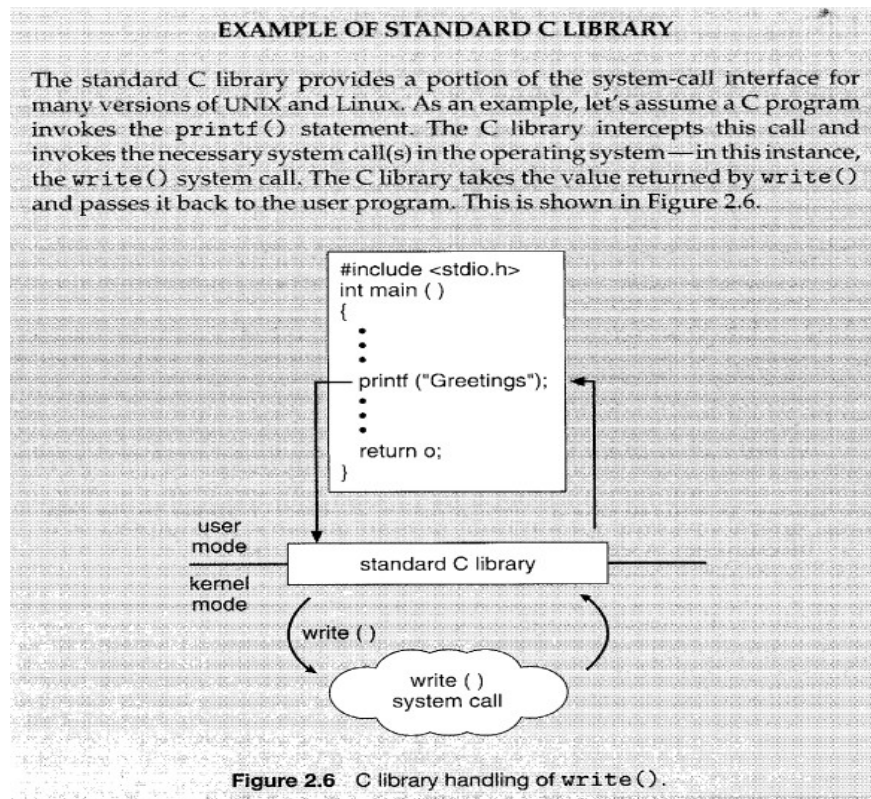 EXAMPLE OF STANDARD C LIBRARY
The standard C library provides a portion of the system-call interface for
many versions of UNIX and Linux. As an example, let's assume a C program
invokes the printf() statement. The C library intercepts this call and
invokes the necessary system call(s) in the operating system—in this instance,
the write() system call. The C library takes the value returned by write()
and passes it back to the user program. This is shown in Figure 2.6.
#include <stdio.h>
int main ( )
{
•
•
•
printf ("Greetings");
•
•
•
return o;
}
user
mode
standard C library
kernel
mode
write ( )
write ( )
system call
Figure 2.6 C library handling of write().